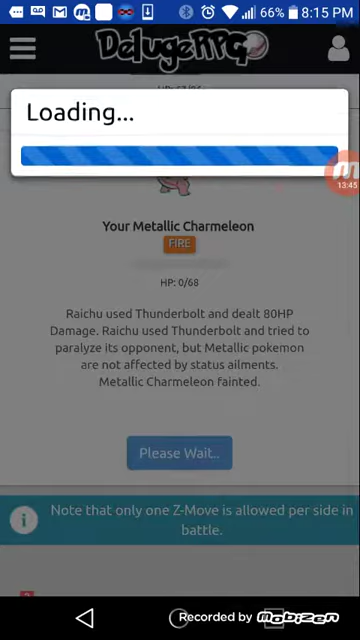 66% 8:15 PM
DelugeRPG
Loading...
13:45
Your Metallic Charmeleon
FIRE
HP: 0/68
Raichu used Thunderbolt and dealt 80HP
Damage. Raichu used Thunderbolt and tried to
paralyze its opponent, but Metallic pokemon
are not affected by status ailments.
Metallic Charmeleon fainted.
Please Wait..
Note that only one Z-Move is allowed per side in
battle.
Recorded by Mobizen